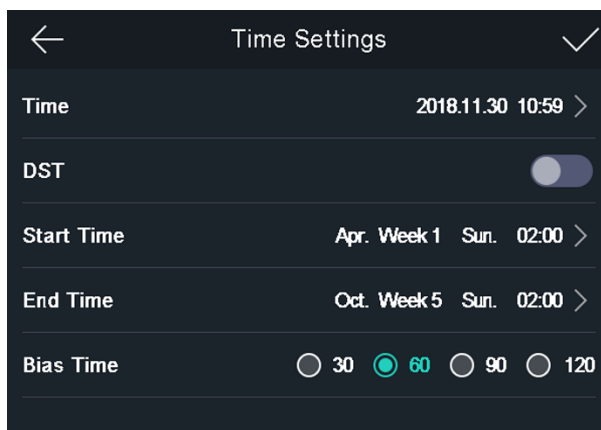 Time Settings
Time 2018.11.30 10:59
DST
Start Time Apr. Week 1 Sun. 02:00
End Time Oct. Week 5 Sun. 02:00
Bias Time 30 60 90 120